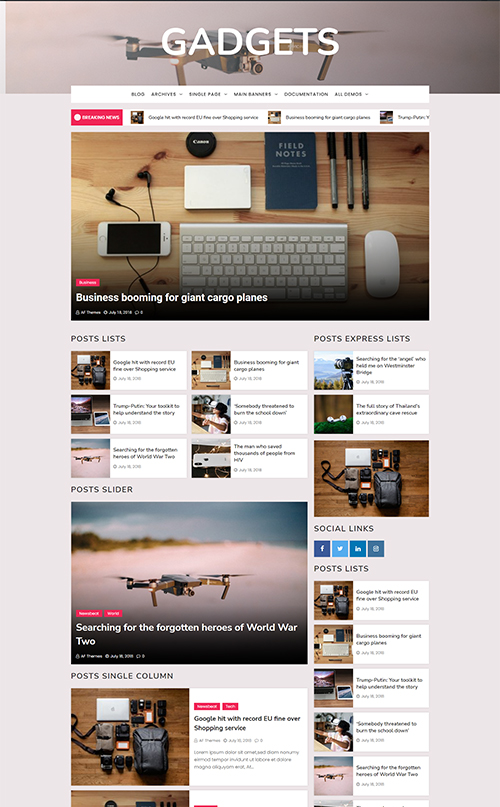 GADGETS
BLOG ARCHIVES SINGLE PAGE MAIN BANNERS DOCUMENTATION ALL DEMOS
BREAKING NEWS Google hit with record EU fine over Shopping service Business booming for giant cargo planes Trump-Putin: Y
Canon
FIELD
NOTES
Business
Business booming for giant cargo planes
AF Themes July 18, 2018 0
POSTS LISTS
Google hit with record EU
fine over Shopping service
July 18, 2018
Business booming for giant
cargo planes
July 18, 2018
Trump-Putin: Your toolkit to
help understand the story
July 18, 2018
'Somebody threatened to
burn the school down'
July 18, 2018
Searching for the forgotten
heroes of World War Two
July 18, 2018
The man who saved
thousands of people from
HIV
July 18, 2018
POSTS EXPRESS LISTS
Searching for the 'angel' who
held me on Westminster
Bridge
July 18, 2018
The full story of Thailand's
extraordinary cave rescue
July 18, 2018
POSTS SLIDER
Newsbeat World
Searching for the forgotten heroes of World War
Two
AF Themes July 18, 2018 0
SOCIAL LINKS
POSTS LISTS
Google hit with record EU
fine over Shopping service
July 18, 2018
Business booming for giant
cargo planes
July 18, 2018
Trump-Putin: Your toolkit to
help understand the story
July 18, 2018
'Somebody threatened to
burn the school down'
July 18, 2018
Searching for the forgotten
heroes of World War Two
July 18, 2018
POSTS SINGLE COLUMN
Newsbeat Tech
Google hit with record EU fine over
Shopping service
AF Themes July 18, 2018 0
Lorem ipsum dolor sit amet,sed diam nonumy
eirmod tempor invidunt ut labore et dolore
magna aliquyam erat, At...